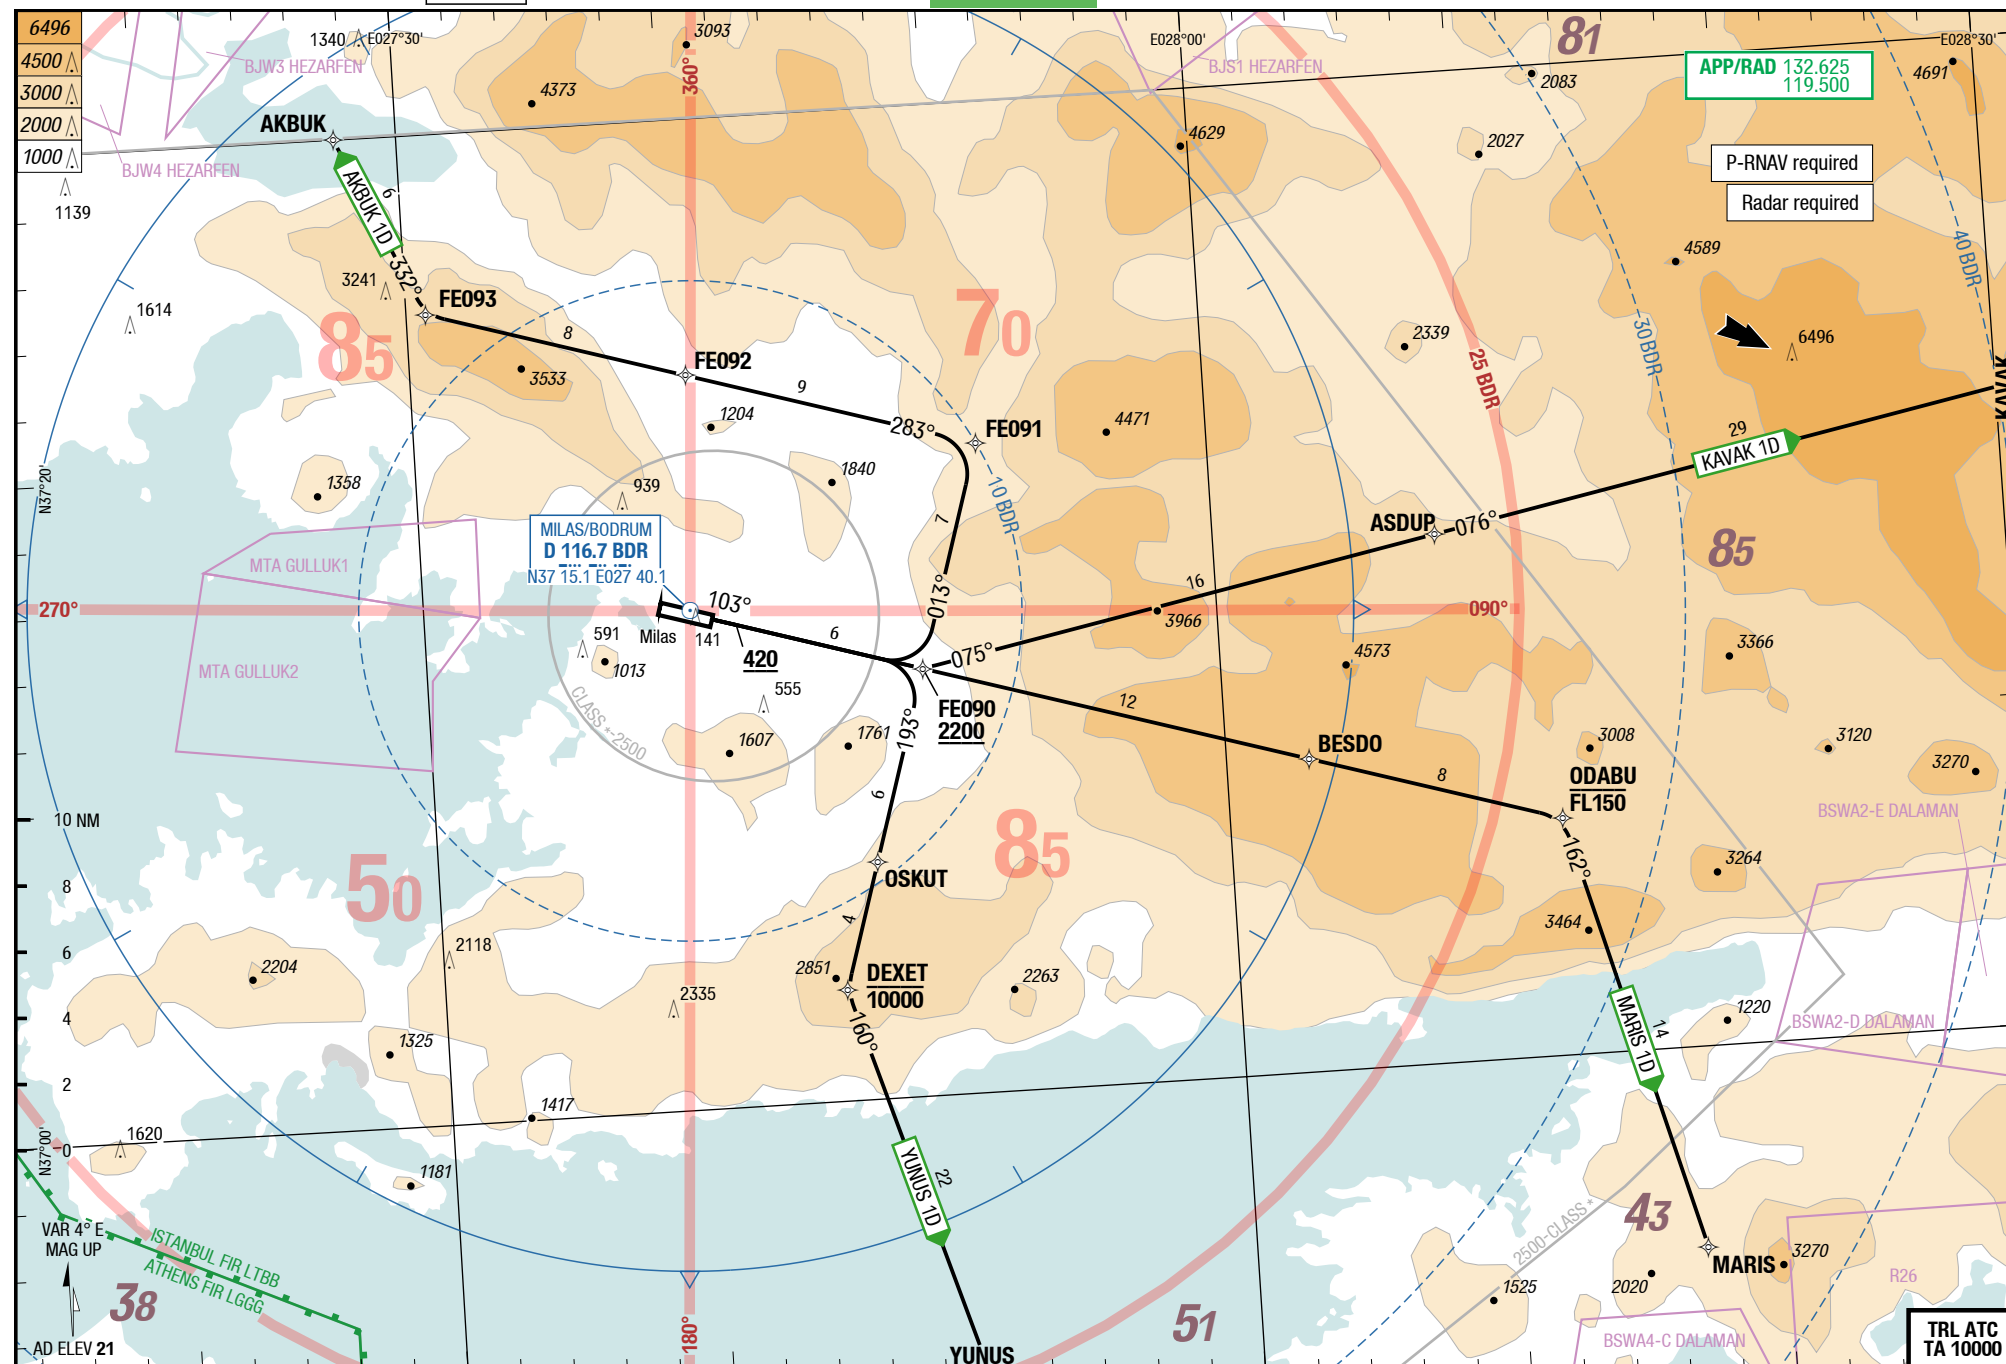 6496
4500
3000
2000
1000
1340
E027°30'
3093
360°
E028°00'
81
E028°30'
BJW3 HEZARFEN
BJS1 HEZARFEN
2083
APP/RAD 132.625
119.500
4691
4373
AKBUK
4629
2027
P-RNAV required
BJW4 HEZARFEN
Radar required
1139
6
AKBUK 1D
332°
4589
40 BDR
3241
FE093
1614
85
70
8
2339
30 BDR
6496
FE092
3533
9
25 BDR
KAVAK
1204
283°
FE091
4471
29
KAVAK 1D
N37°20'
1358
1840
939
10 BDR
7
ASDUP
076°
MILAS/BODRUM
D 116.7 BDR
N37 15.1 E027 40.1
MTA GULLUK1
85
16
270°
103°
013°
3966
090°
Milas
141
6
591
1013
420
075°
4573
3366
MTA GULLUK2
555
12
CLASS *-2500
193°
FE090
2200
1607
1761
BESDO
3008
3120
3270
8
ODABU
FL150
6
10 NM
BSWA2-E DALAMAN
85
162°
3264
50
8
OSKUT
4
3464
6
2118
2204
2851
DEXET
10000
2263
2335
4
160°
MARIS 1D
14
1220
BSWA2-D DALAMAN
1325
2
1417
1620
N37°00'
0
1181
YUNUS 1D
22
43
2500-CLASS *
VAR 4° E
MAG UP
ISTANBUL FIR LTBB
ATHENS FIR LGGG
MARIS
3270
R26
2020
1525
38
51
180°
BSWA4-C DALAMAN
AD ELEV 21
YUNUS
TRL ATC
TA 10000